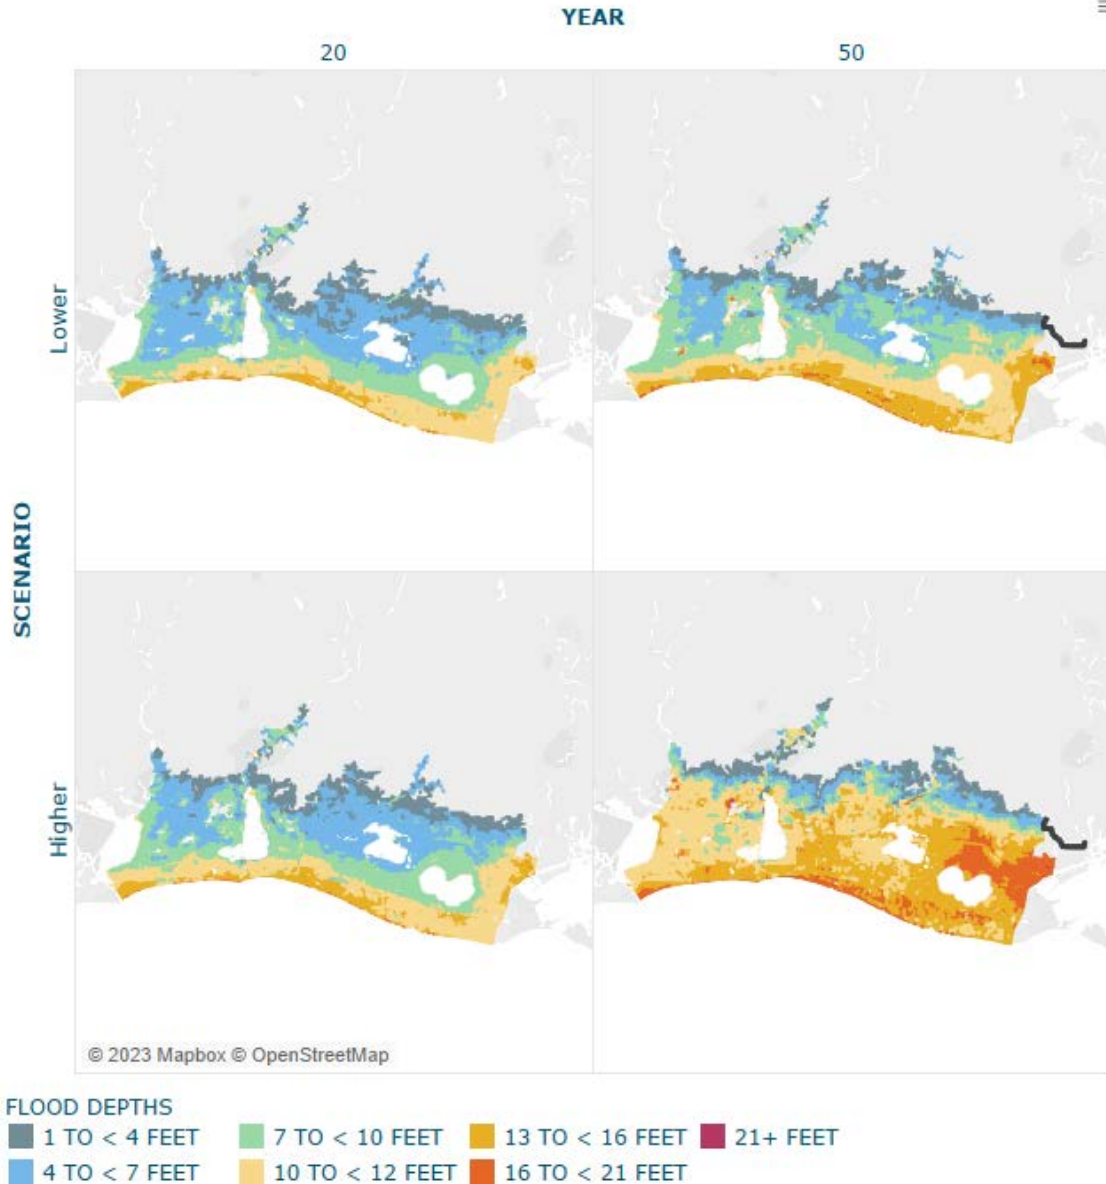 YEAR
20 50
Lower
SCENARIO
Higher
© 2023 Mapbox © OpenStreetMap
FLOOD DEPTHS
1 TO < 4 FEET 7 TO < 10 FEET 13 TO < 16 FEET 21+ FEET
4 TO < 7 FEET 10 TO < 12 FEET 16 TO < 21 FEET